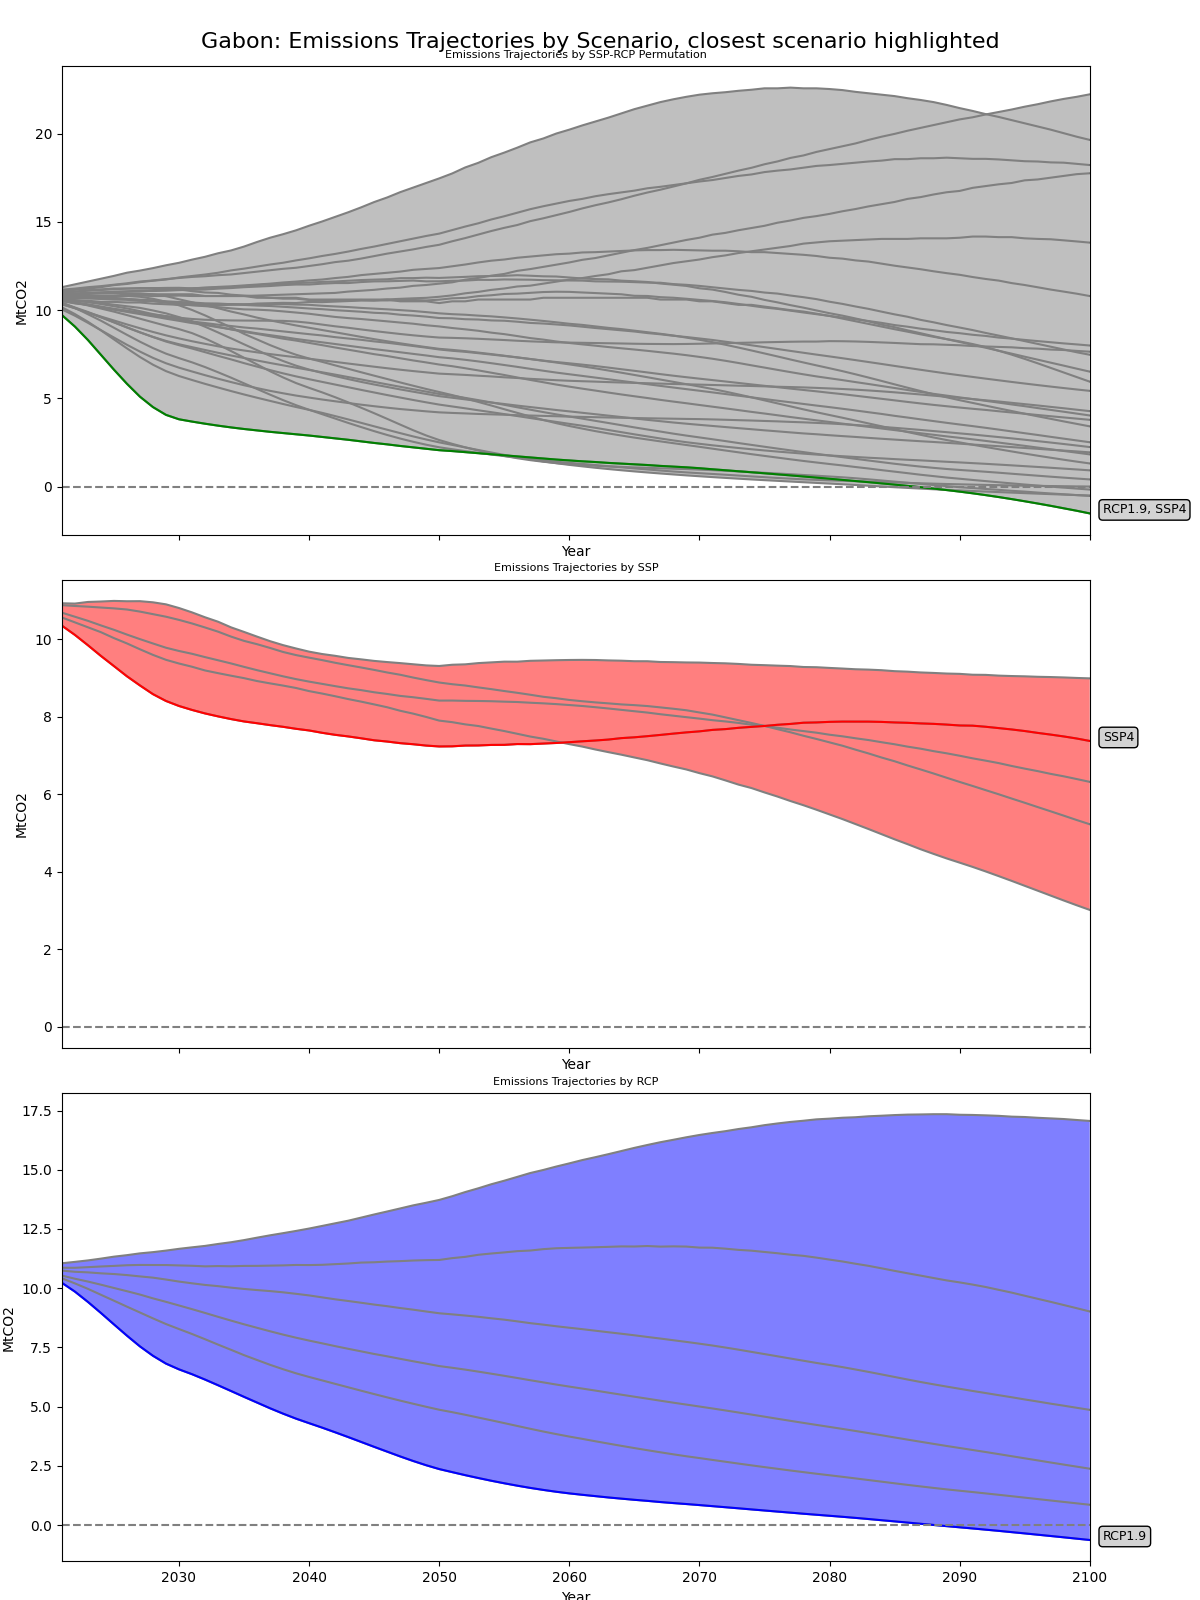 Gabon: Emissions Trajectories by Scenario, closest scenario highlighted
Emissions Trajectories by SSP-RCP Permutation
20
15
10
5
0
MtCO2
RCP1.9, SSP4
Year
Emissions Trajectories by SSP
10
8
6
4
2
0
MtCO2
SSP4
Year
Emissions Trajectories by RCP
17.5
15.0
12.5
10.0
7.5
5.0
2.5
0.0
MtCO2
RCP1.9
2030 2040 2050 2060 2070 2080 2090 2100
Year